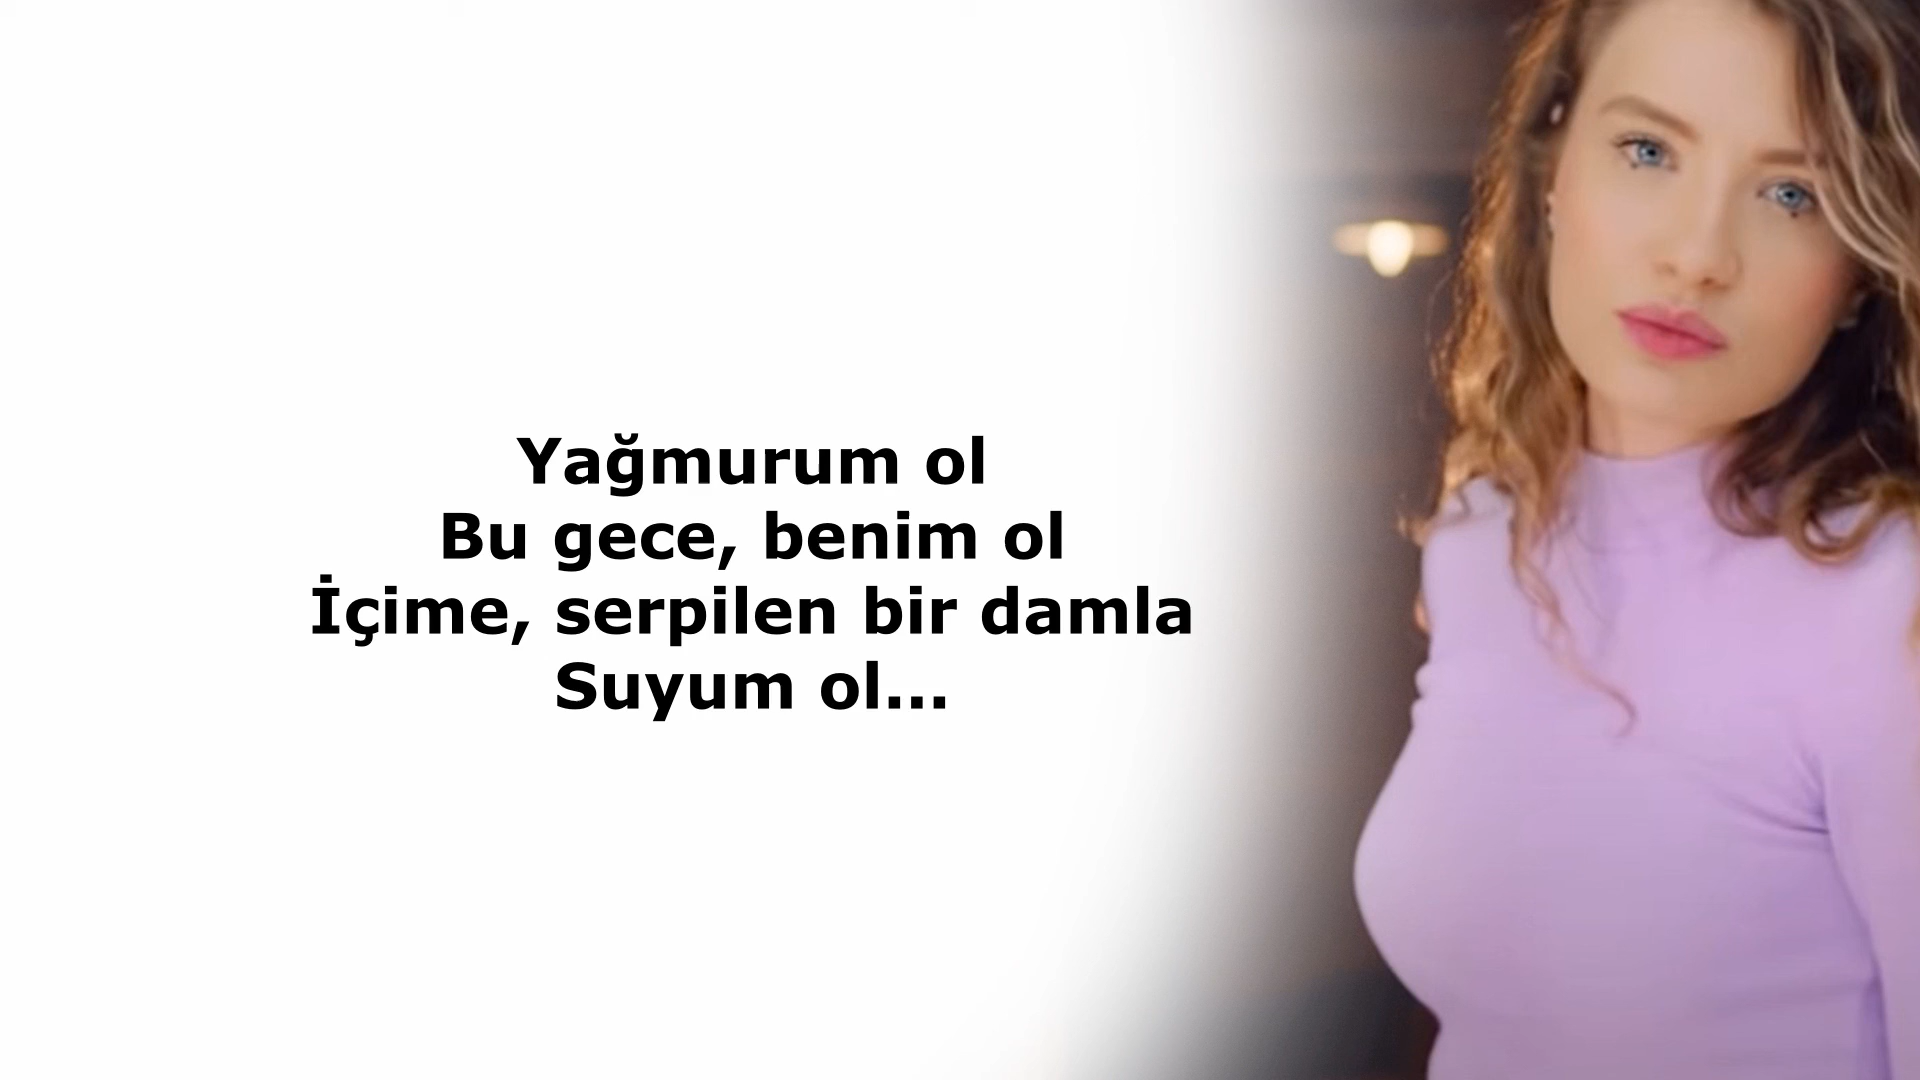 Yağmurum ol
Bu gece, benim ol
İçime, serpilen bir damla
Suyum ol...